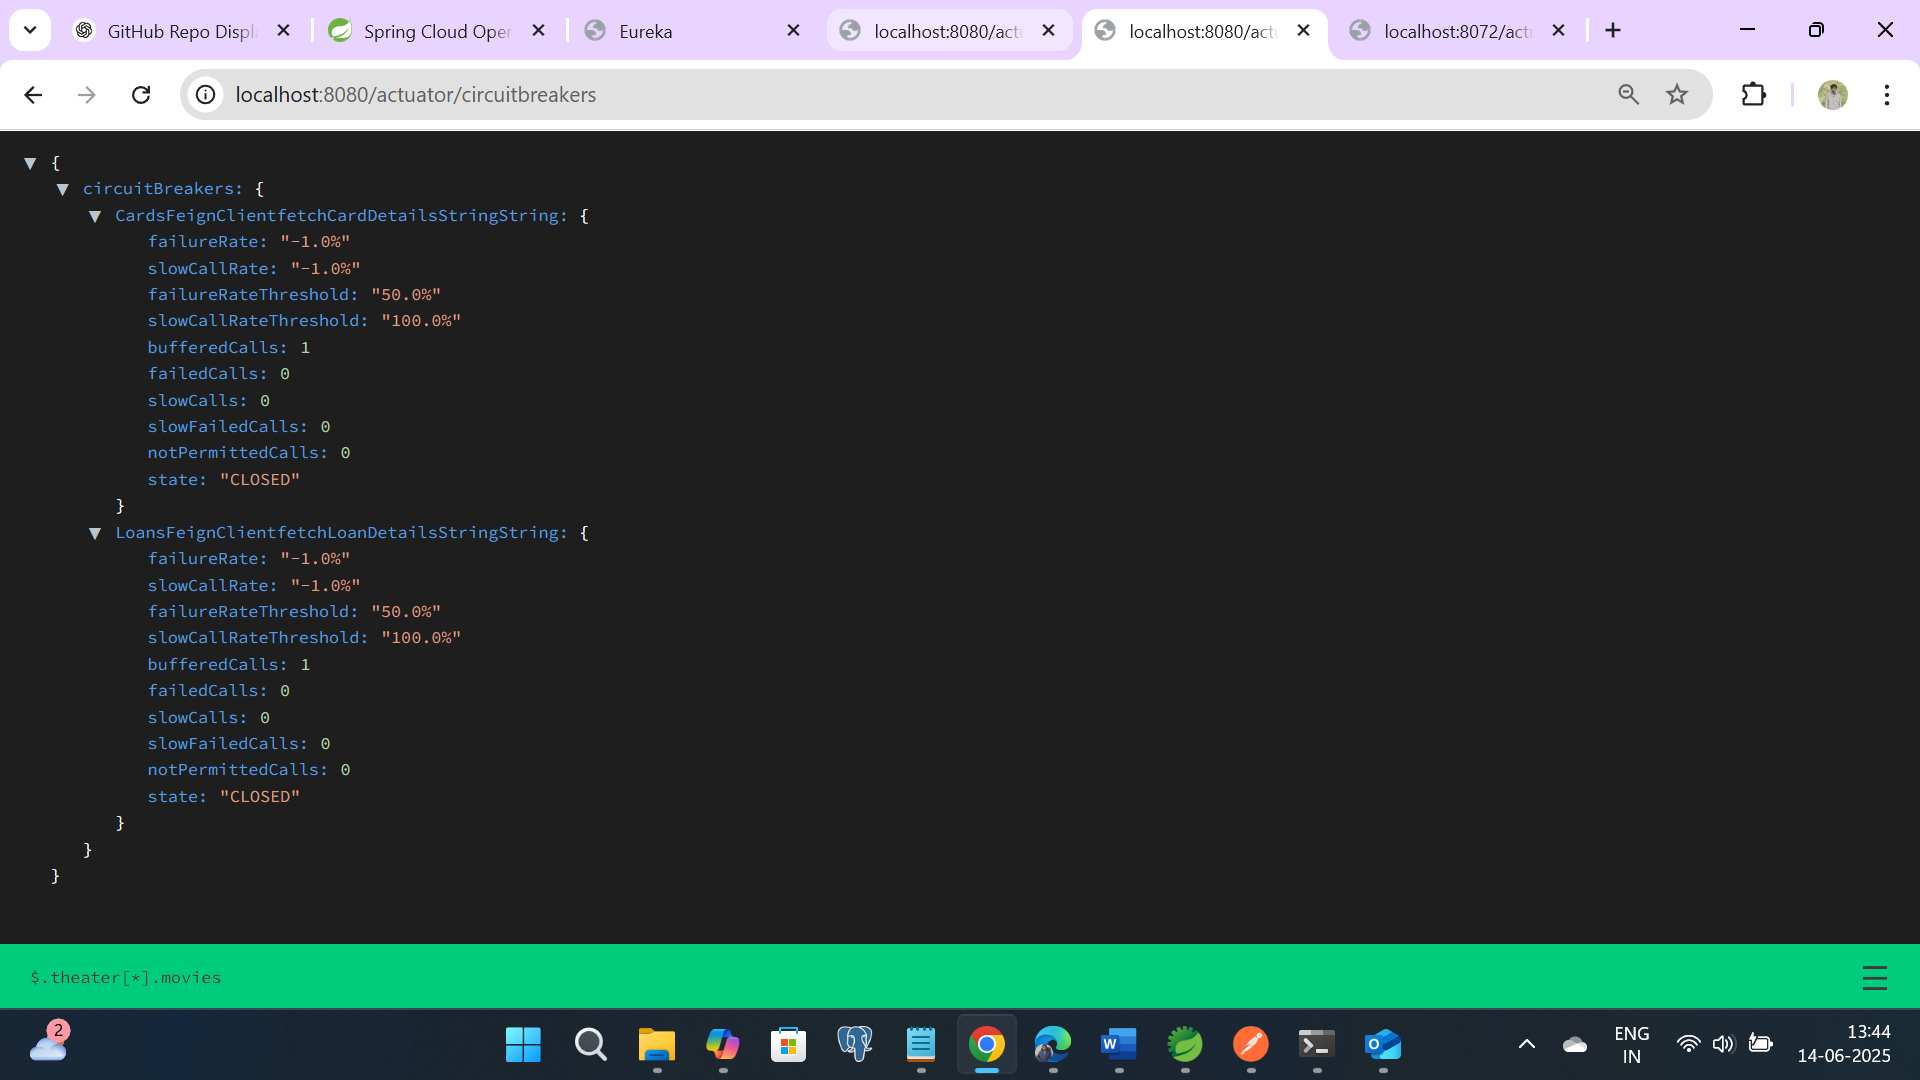 GitHub Repo Displ
Spring Cloud Oper
Eureka
localhost:8080/actu
localhost:8080/actu
localhost:8072/actu
localhost:8080/actuator/circuitbreakers
{
circuitBreakers: {
CardsFeignClientfetchCardDetailsStringString: {
failureRate: "-1.0%"
slowCallRate: "-1.0%"
failureRateThreshold: "50.0%"
slowCallRateThreshold: "100.0%"
bufferedCalls: 1
failedCalls: 0
slowCalls: 0
slowFailedCalls: 0
notPermittedCalls: 0
state: "CLOSED"
}
LoansFeignClientfetchLoanDetailsStringString: {
failureRate: "-1.0%"
slowCallRate: "-1.0%"
failureRateThreshold: "50.0%"
slowCallRateThreshold: "100.0%"
bufferedCalls: 1
failedCalls: 0
slowCalls: 0
slowFailedCalls: 0
notPermittedCalls: 0
state: "CLOSED"
}
}
}
$.theater[*].movies
2
ENG
IN
13:44
14-06-2025